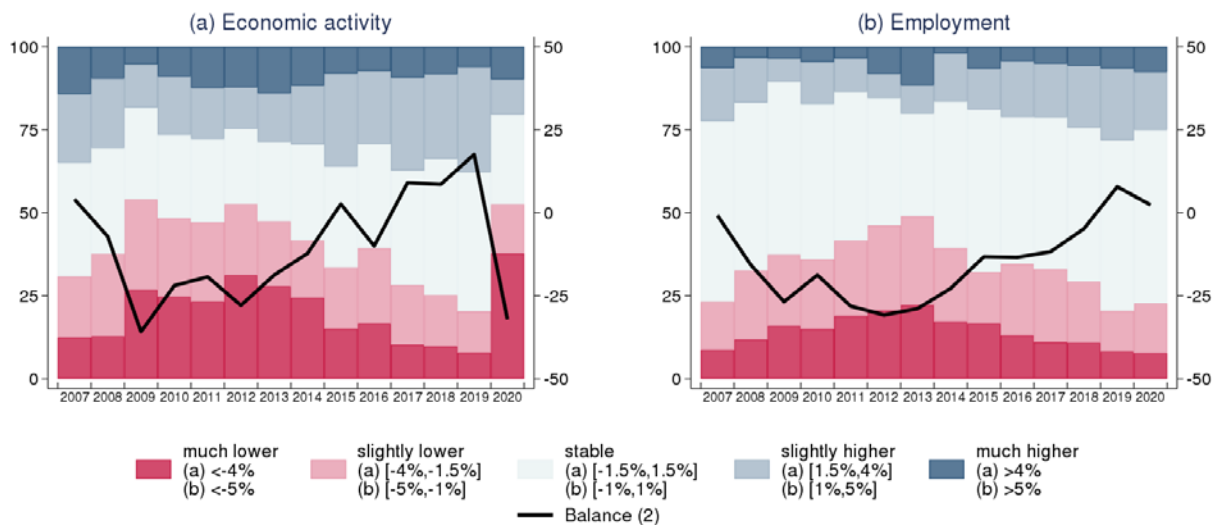 (a) Economic activity
100
75
50
25
0
50
25
0
-25
-50
2007 2008 2009 2010 2011 2012 2013 2014 2015 2016 2017 2018 2019 2020
(b) Employment
100
75
50
25
0
50
25
0
-25
-50
2007 2008 2009 2010 2011 2012 2013 2014 2015 2016 2017 2018 2019 2020
much lower
(a) <-4%
(b) <-5%
slightly lower
(a) [-4%,-1.5%]
(b) [-5%,-1%]
stable
(a) [-1.5%,1.5%]
(b) [-1%,1%]
slightly higher
(a) [1.5%,4%]
(b) [1%,5%]
much higher
(a) >4%
(b) >5%
Balance (2)